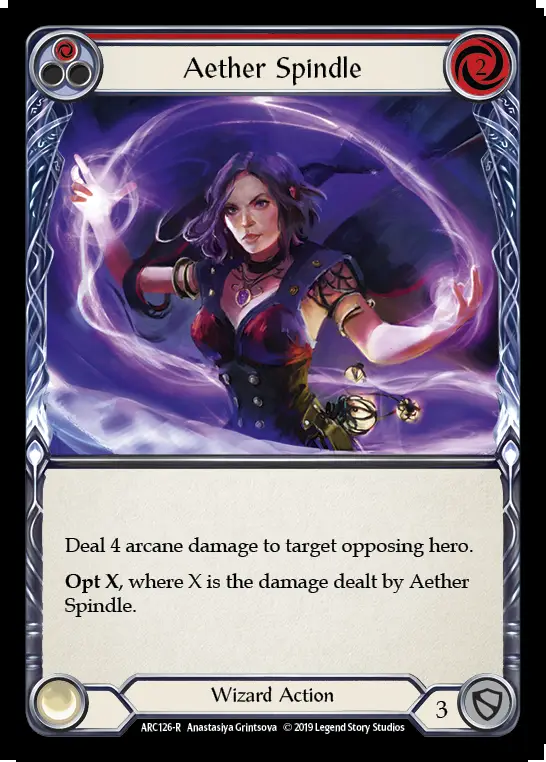 Aether Spindle
2
Deal 4 arcane damage to target opposing hero.
Opt X, where X is the damage dealt by Aether
Spindle.
Wizard Action
3
ARC126-R Anastasiya Grintsova © 2019 Legend Story Studios